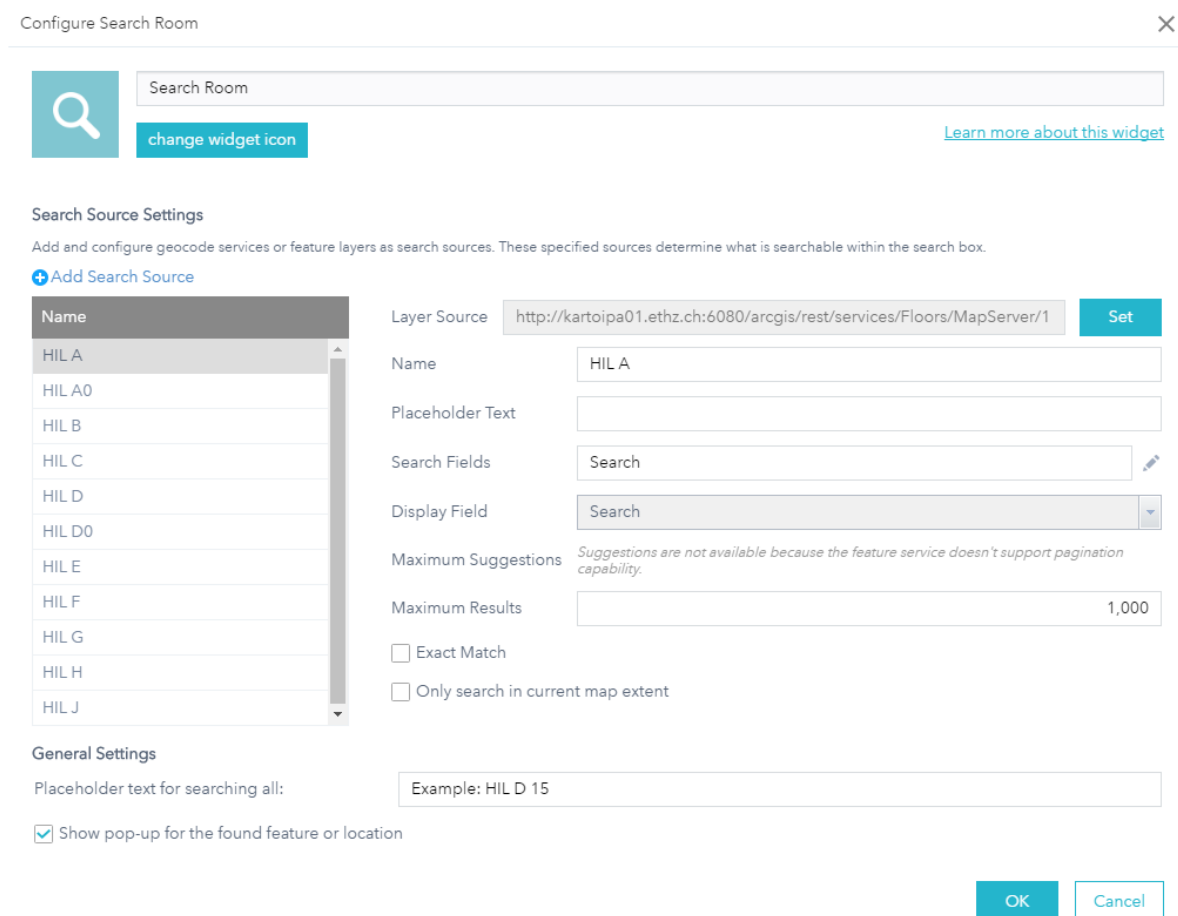 Configure Search Room
Search Room
change widget icon
Learn more about this widget
Search Source Settings
Add and configure geocode services or feature layers as search sources. These specified sources determine what is searchable within the search box.
Add Search Source
Name
HIL A
HIL A0
HIL B
HIL C
HIL D
HIL D0
HIL E
HIL F
HIL G
HIL H
HIL J
Layer Source http://kartoipa01.ethz.ch:6080/arcgis/rest/services/Floors/MapServer/1 Set
Name HIL A
Placeholder Text
Search Fields Search
Display Field Search
Maximum Suggestions Suggestions are not available because the feature service doesn't support pagination
capability.
Maximum Results 1,000
Exact Match
Only search in current map extent
General Settings
Placeholder text for searching all: Example: HIL D 15
Show pop-up for the found feature or location
OK Cancel